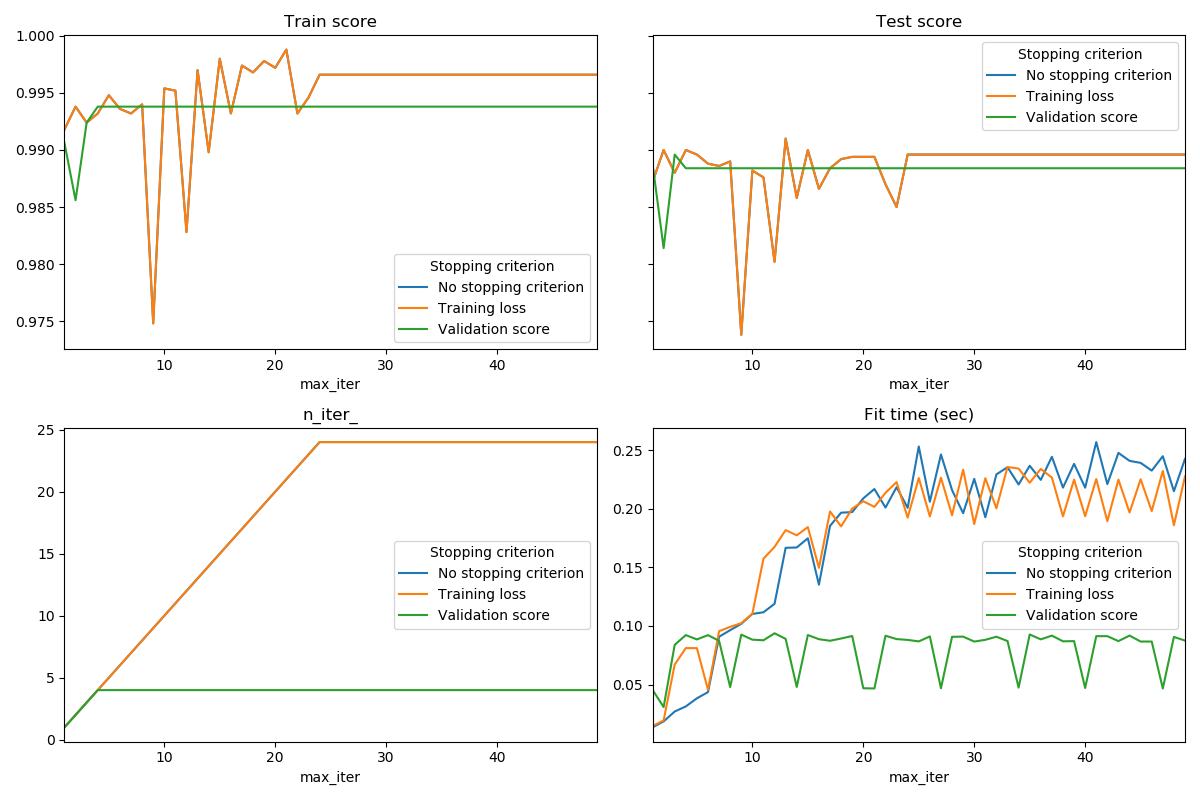 Train score
1.000
0.995
0.990
0.985
0.980
0.975
Stopping criterion
No stopping criterion
Training loss
Validation score
10
20
30
40
max_iter
Test score
Stopping criterion
No stopping criterion
Training loss
Validation score
10
20
30
40
max_iter
n_iter_
25
20
15
10
5
0
Stopping criterion
No stopping criterion
Training loss
Validation score
10
20
30
40
max_iter
Fit time (sec)
0.25
0.20
0.15
0.10
0.05
Stopping criterion
No stopping criterion
Training loss
Validation score
10
20
30
40
max_iter